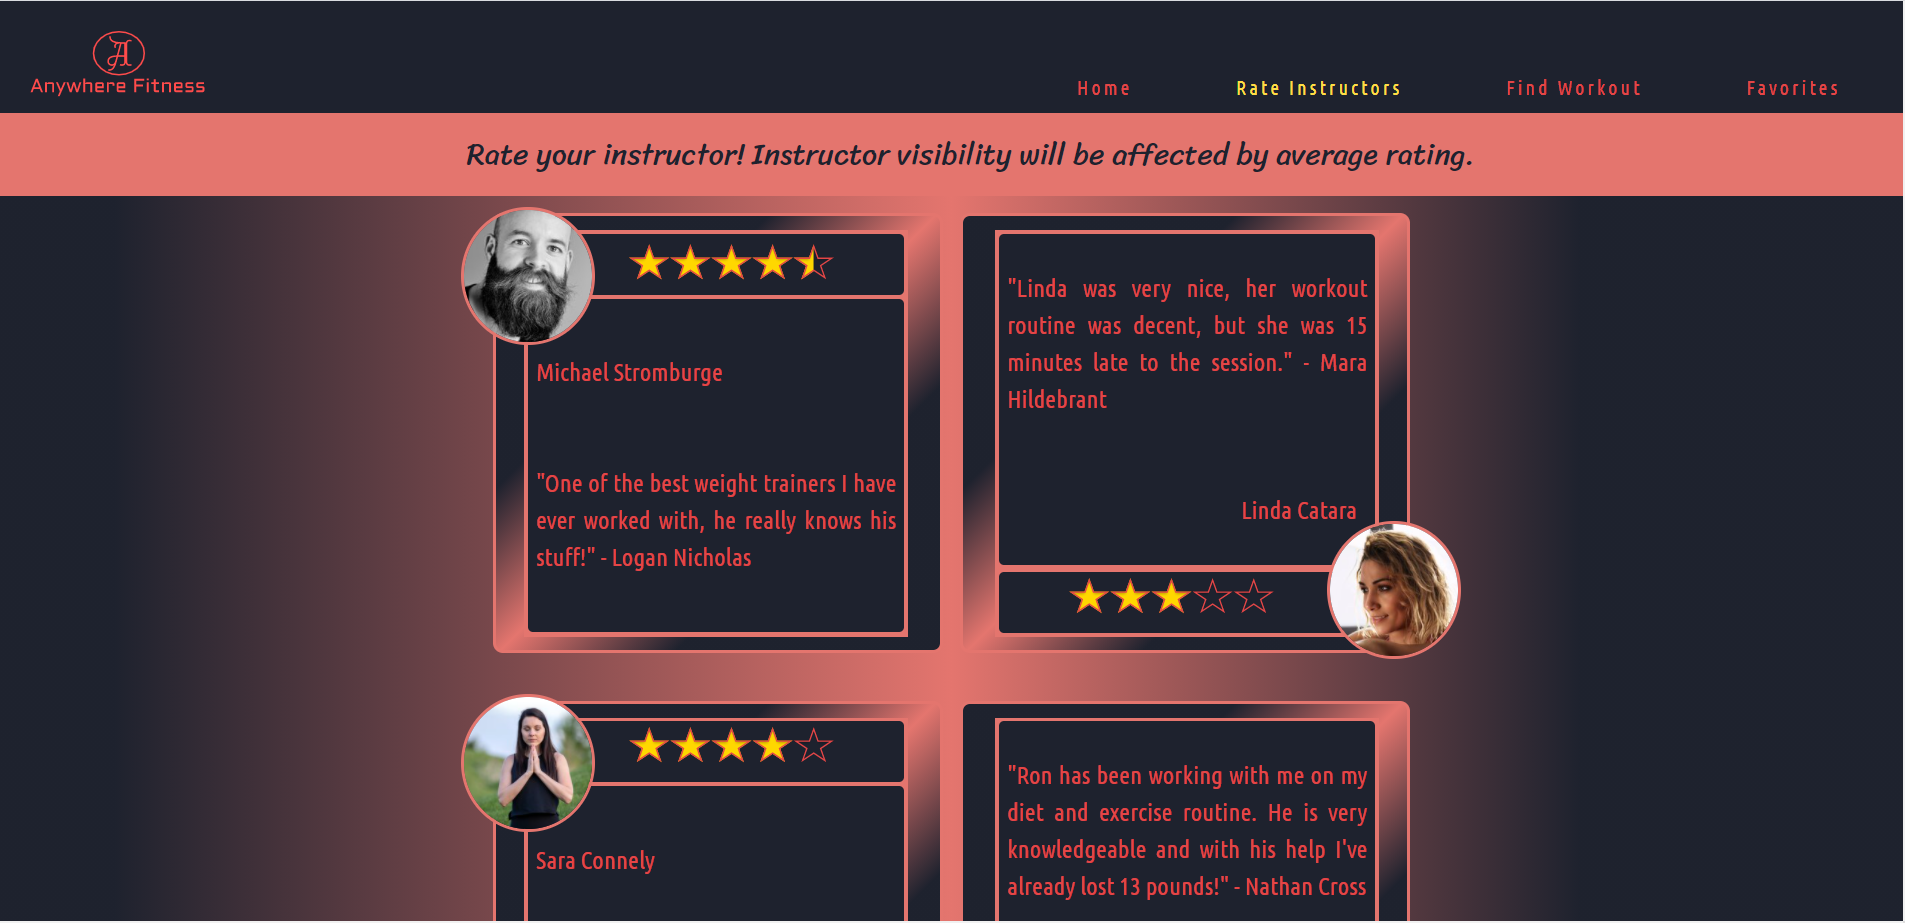 A
Anywhere Fitness
Home Rate Instructors Find Workout Favorites
Rate your instructor! Instructor visibility will be affected by average rating.
Michael Stromburge
"One of the best weight trainers I have
ever worked with, he really knows his
stuff!" - Logan Nicholas
"Linda was very nice, her workout
routine was decent, but she was 15
minutes late to the session." - Mara
Hildebrant
Linda Catara
Sara Connely
"Ron has been working with me on my
diet and exercise routine. He is very
knowledgeable and with his help I've
already lost 13 pounds!" - Nathan Cross